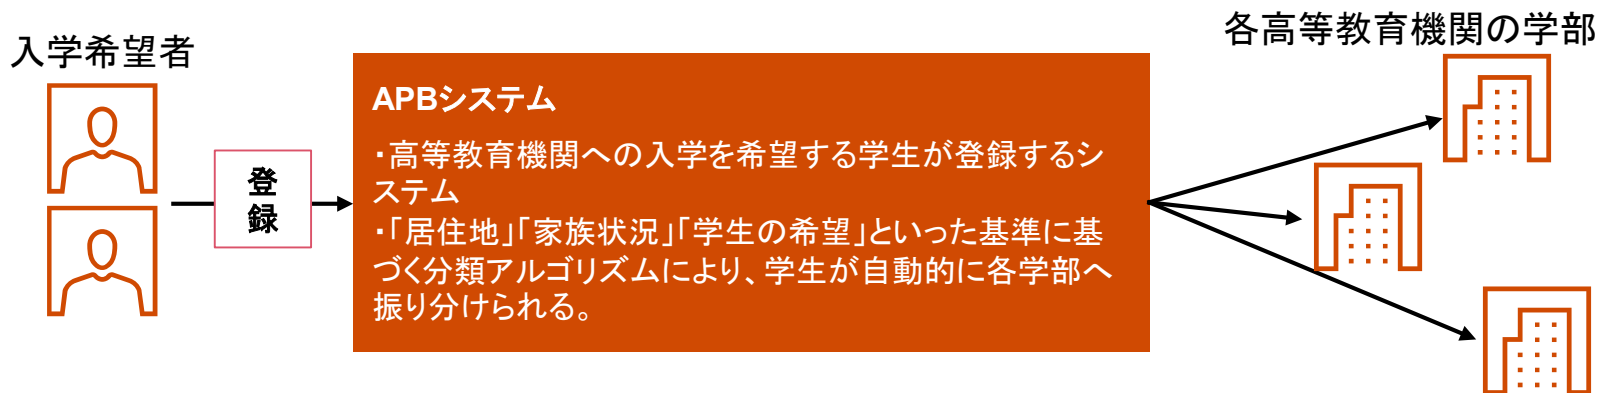 入学希望者
登
録
APBシステム
・高等教育機関への入学を希望する学生が登録するシ
ステム
・「居住地」「家族状況」「学生の希望」といった基準に基
づく分類アルゴリズムにより、学生が自動的に各学部へ
振り分けられる。
各高等教育機関の学部